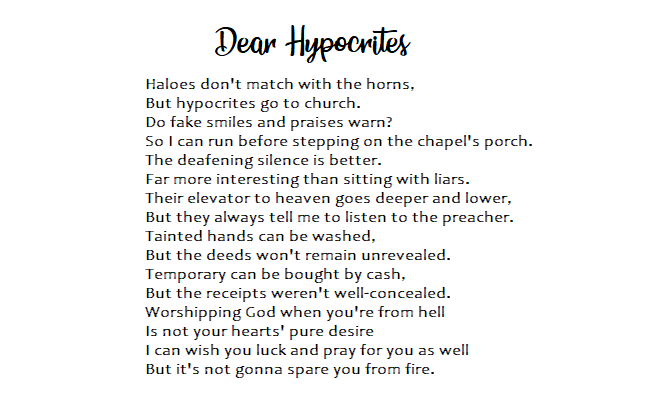 Dear Hypocrites
Haloes don't match with the horns,
But hypocrites go to church.
Do fake smiles and praises warn?
So I can run before stepping on the chapel's porch.
The deafening silence is better.
Far more interesting than sitting with liars.
Their elevator to heaven goes deeper and lower,
But they always tell me to listen to the preacher.
Tainted hands can be washed,
But the deeds won't remain unrevealed.
Temporary can be bought by cash,
But the receipts weren't well-concealed.
Worshipping God when you're from hell
Is not your hearts' pure desire
I can wish you luck and pray for you as well
But it's not gonna spare you from fire.